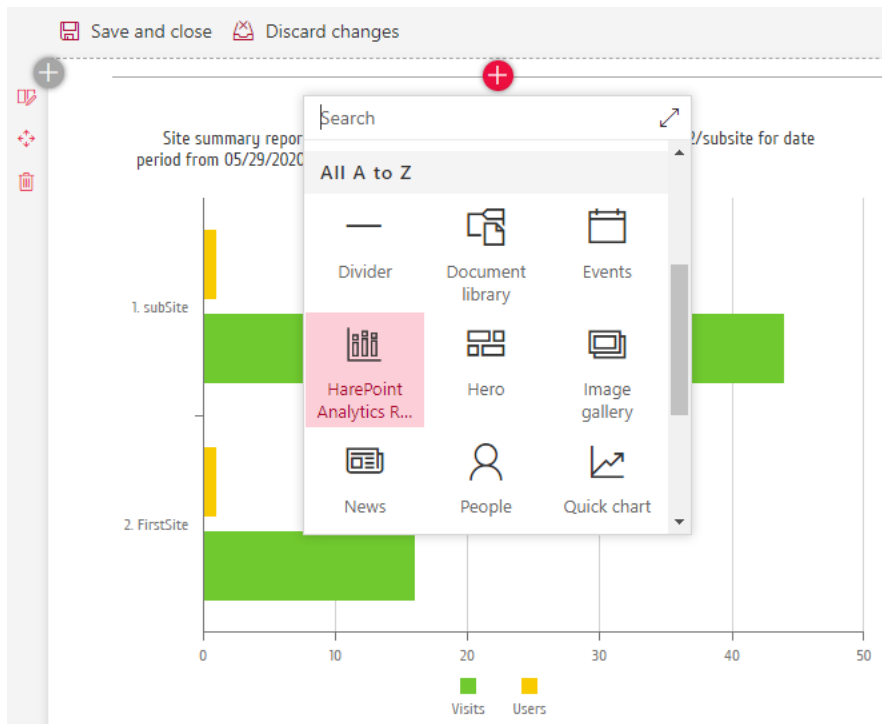 Save and close Discard changes
Search
Site summary repor 2/subsite for date
period from 05/29/2020
All A to Z
Divider Document library Events
1. subSite
HarePoint Analytics R... Hero Image gallery
News People Quick chart
2. FirstSite
0 10 20 30 40 50
Visits Users